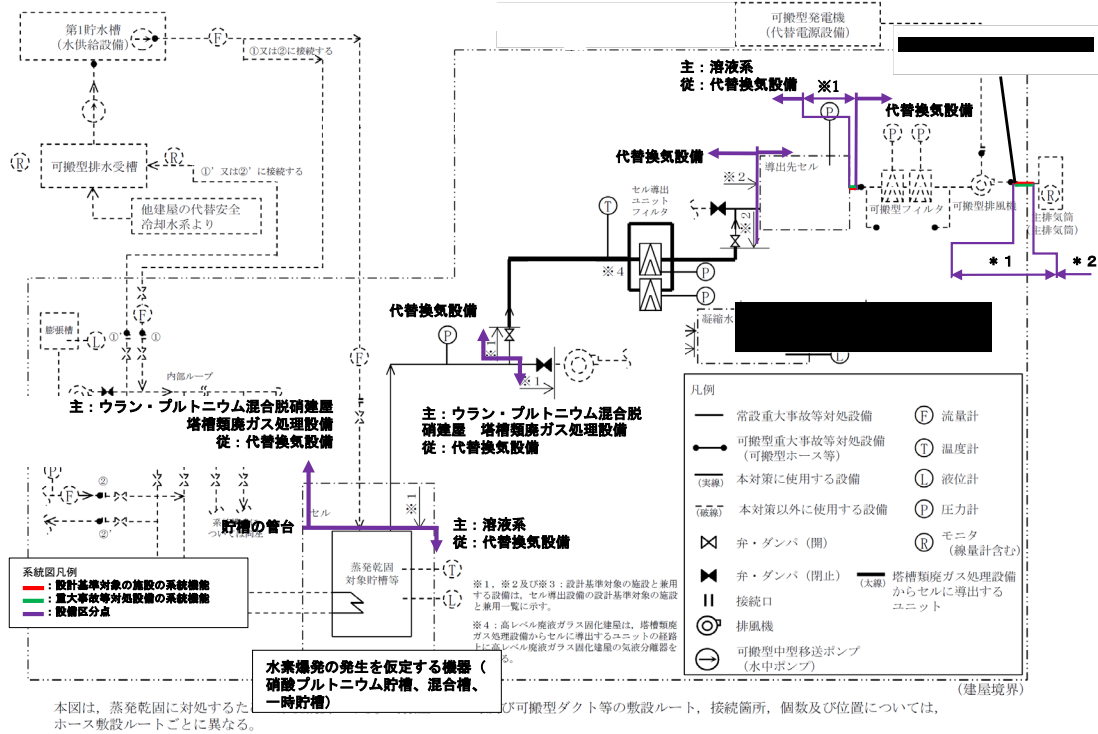 第1貯水槽
(水供給設備)
F
①又は②に接続する
可搬型発電機
(代替電源設備)
主:溶液系
従:代替換気設備
※1
P
代替換気設備
P
P
R
可搬型排水受槽
R
①’又は②’に接続する
代替換気設備
導出先セル
※2
セル導出
ユニット
フィルタ
T
※2
可搬型フィルタ
可搬型排風機
R
主排気筒
主排気筒)
他建屋の代替安全
冷却水系より
※4
P
P
*1
*2
代替換気設備
凝縮水
L
膨張槽
L
①’
①
F
P
F
※1
※1
内部ループ
主:ウラン・プルトニウム混合脱硝建屋
塔槽類廃ガス処理設備
従:代替換気設備
主:ウラン・プルトニウム混合脱
硝建屋 塔槽類廃ガス処理設備
従:代替換気設備
P
F
②
②’
貯槽の管台
セル
※1
主:溶液系
従:代替換気設備
蒸発乾固
対象貯槽等
T
L
系統図凡例
:設計基準対象の施設の系統機能
:重大事故等対処設備の系統機能
:設備区分点
※1,※2及び※3:設計基準対象の施設と兼用
する設備は,セル導出設備の設計基準対象の施設
と兼用一覧に示す。
※4:高レベル廃液ガラス固化建屋は,塔槽類廃
ガス処理設備からセルに導出するユニットの経路
上に高レベル廃液ガラス固化建屋の気液分離器を
る。
水素爆発の発生を仮定する機器(
硝酸プルトニウム貯槽、混合槽、
一時貯槽)
凡例
常設重大事故等対処設備
可搬型重大事故等対処設備
(可搬型ホース等)
(実線)
本対策に使用する設備
(破線)
本対策以外に使用する設備
弁・ダンパ(開)
弁・ダンパ(閉止)
接続口
排風機
可搬型中型移送ポンプ
(水中ポンプ)
F 流量計
T 温度計
L 液位計
P 圧力計
R モニタ
(線量計含む)
(太線)
塔槽類廃ガス処理設備
からセルに導出する
ユニット
(建屋境界)
本図は,蒸発乾固に対処するた
び可搬型ダクト等の敷設ルート,接続箇所,個数及び位置については,
ホース敷設ルートごとに異なる。